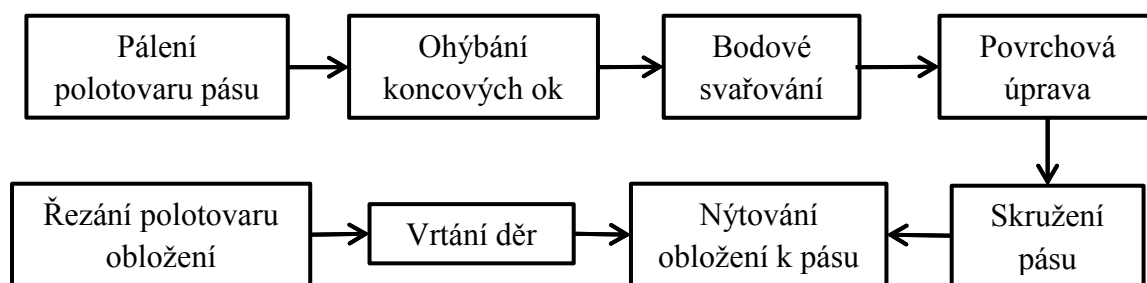 Pálení
polotovaru pásu
Ohýbání
koncových ok
Bodové
svařování
Povrchová
úprava
Řezání polotovaru
obložení
Vrtání děr
Nýtování
obložení k pásu
Skružení
pásu